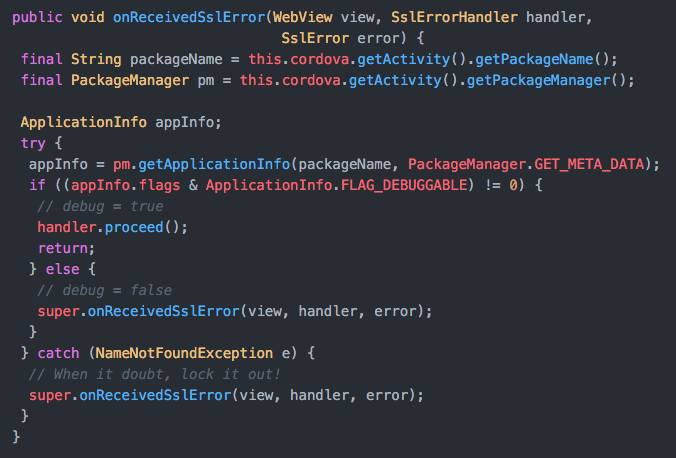 public void onReceivedSslError(WebView view, SslErrorHandler handler,
SslError error) {
final String packageName = this.cordova.getActivity().getPackageName();
final PackageManager pm = this.cordova.getActivity().getPackageManager();
ApplicationInfo appInfo;
try {
appInfo = pm.getApplicationInfo(packageName, PackageManager.GET_META_DATA);
if ((appInfo.flags & ApplicationInfo.FLAG_DEBUGGABLE) != 0) {
// debug = true
handler.proceed();
return;
} else {
// debug = false
super.onReceivedSslError(view, handler, error);
}
} catch (NameNotFoundException e) {
// When it doubt, lock it out!
super.onReceivedSslError(view, handler, error);
}
}